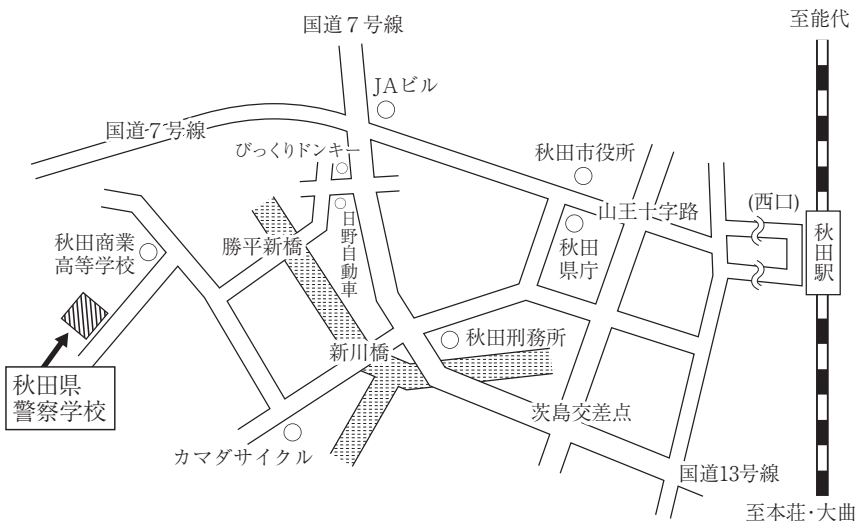 国道7号線
至能代
JAビル
国道7号線
びっくりドンキー
秋田市役所
(西口)
山王十字路
日野自動車
秋田商業
高等学校
勝平新橋
秋田
県庁
秋田駅
新川橋
秋田刑務所
秋田県
警察学校
茨島交差点
カマダサイクル
国道13号線
至本荘・大曲